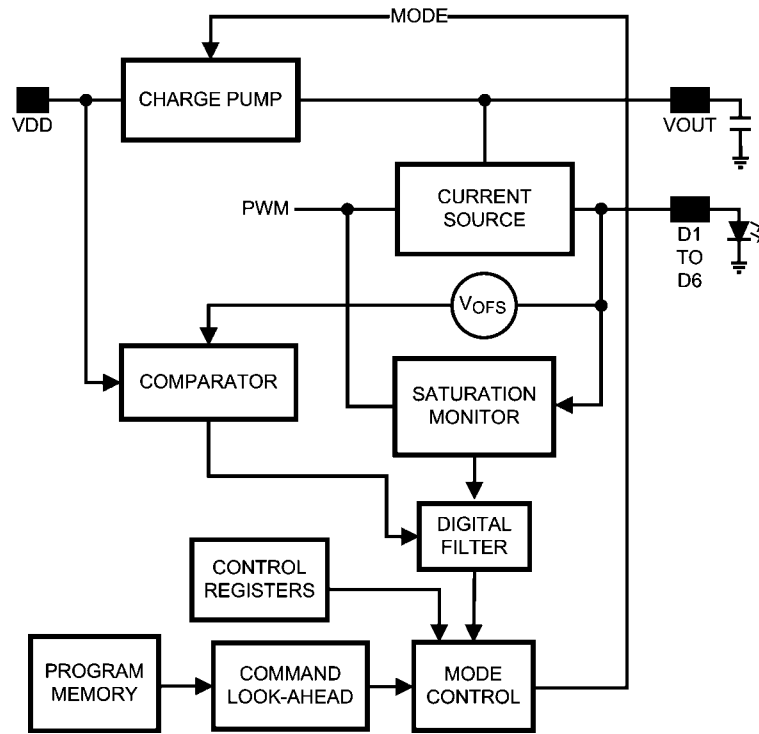 MODE
CHARGE PUMP
VDD
VOUT
PWM
CURRENT
SOURCE
D1
TO
D6
VOFS
COMPARATOR
SATURATION
MONITOR
DIGITAL
FILTER
CONTROL
REGISTERS
PROGRAM
MEMORY
COMMAND
LOOK-AHEAD
MODE
CONTROL